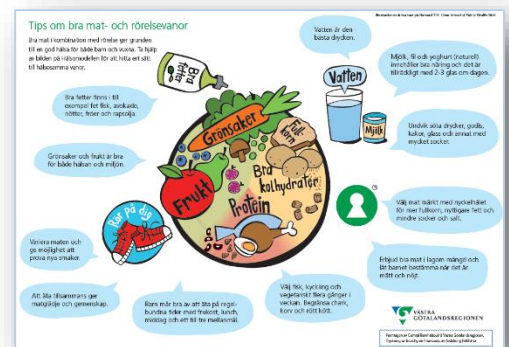 Tips om bra mat- och rörelsevanor
Bra mat i kombination med rörelse ger grunden
till en god hälsa för både barn och vuxna. Ta hjälp
av bilden på Hälsomodellen för att hitta ert sätt
till hälsosamma vanor.
Vatten är den
bästa drycken.
Bra fetter finns i till
exempel fet fisk, avokado,
nötter, fröer och rapsolja.
Bra
fetter
Vatten
Mjölk
Mjölk, fil och yoghurt (naturell)
innehåller bra näring och det är
tillräckligt med 2-3 glas om dagen.
Grönsaker och frukt är bra
för både hälsan och miljön.
Grönsaker
Full-
korn
Frukt
Bra
kolhydrater
Protein
Undvik söta drycker, godis,
kakor, glass och annat med
mycket socker.
Rör på dig
Välj mat märkt med nyckelhålet
för mer fullkorn, nyttigare fett och
mindre socker och salt.
Variera maten och
ge möjlighet att
prova nya smaker.
Erbjud bra mat i lagom mängd och
låt barnet bestämma när det är
mätt och nöjt.
Att äta tillsammans ger
matglädje och gemenskap.
Barn mår bra av att äta på regel-
bundna tider med frukost, lunch,
middag och ett till tre mellanmål.
Välj fisk, kyckling och
vegetariskt flera gånger i
veckan. Begränsa chark,
korv och rött kött.
VÄSTRA
GÖTALANDSREGIONEN